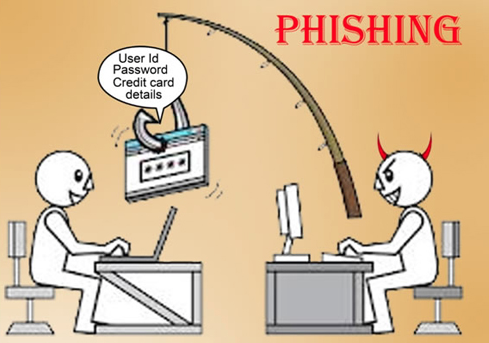 PHISHING
User Id
Password
Credit card
details
****